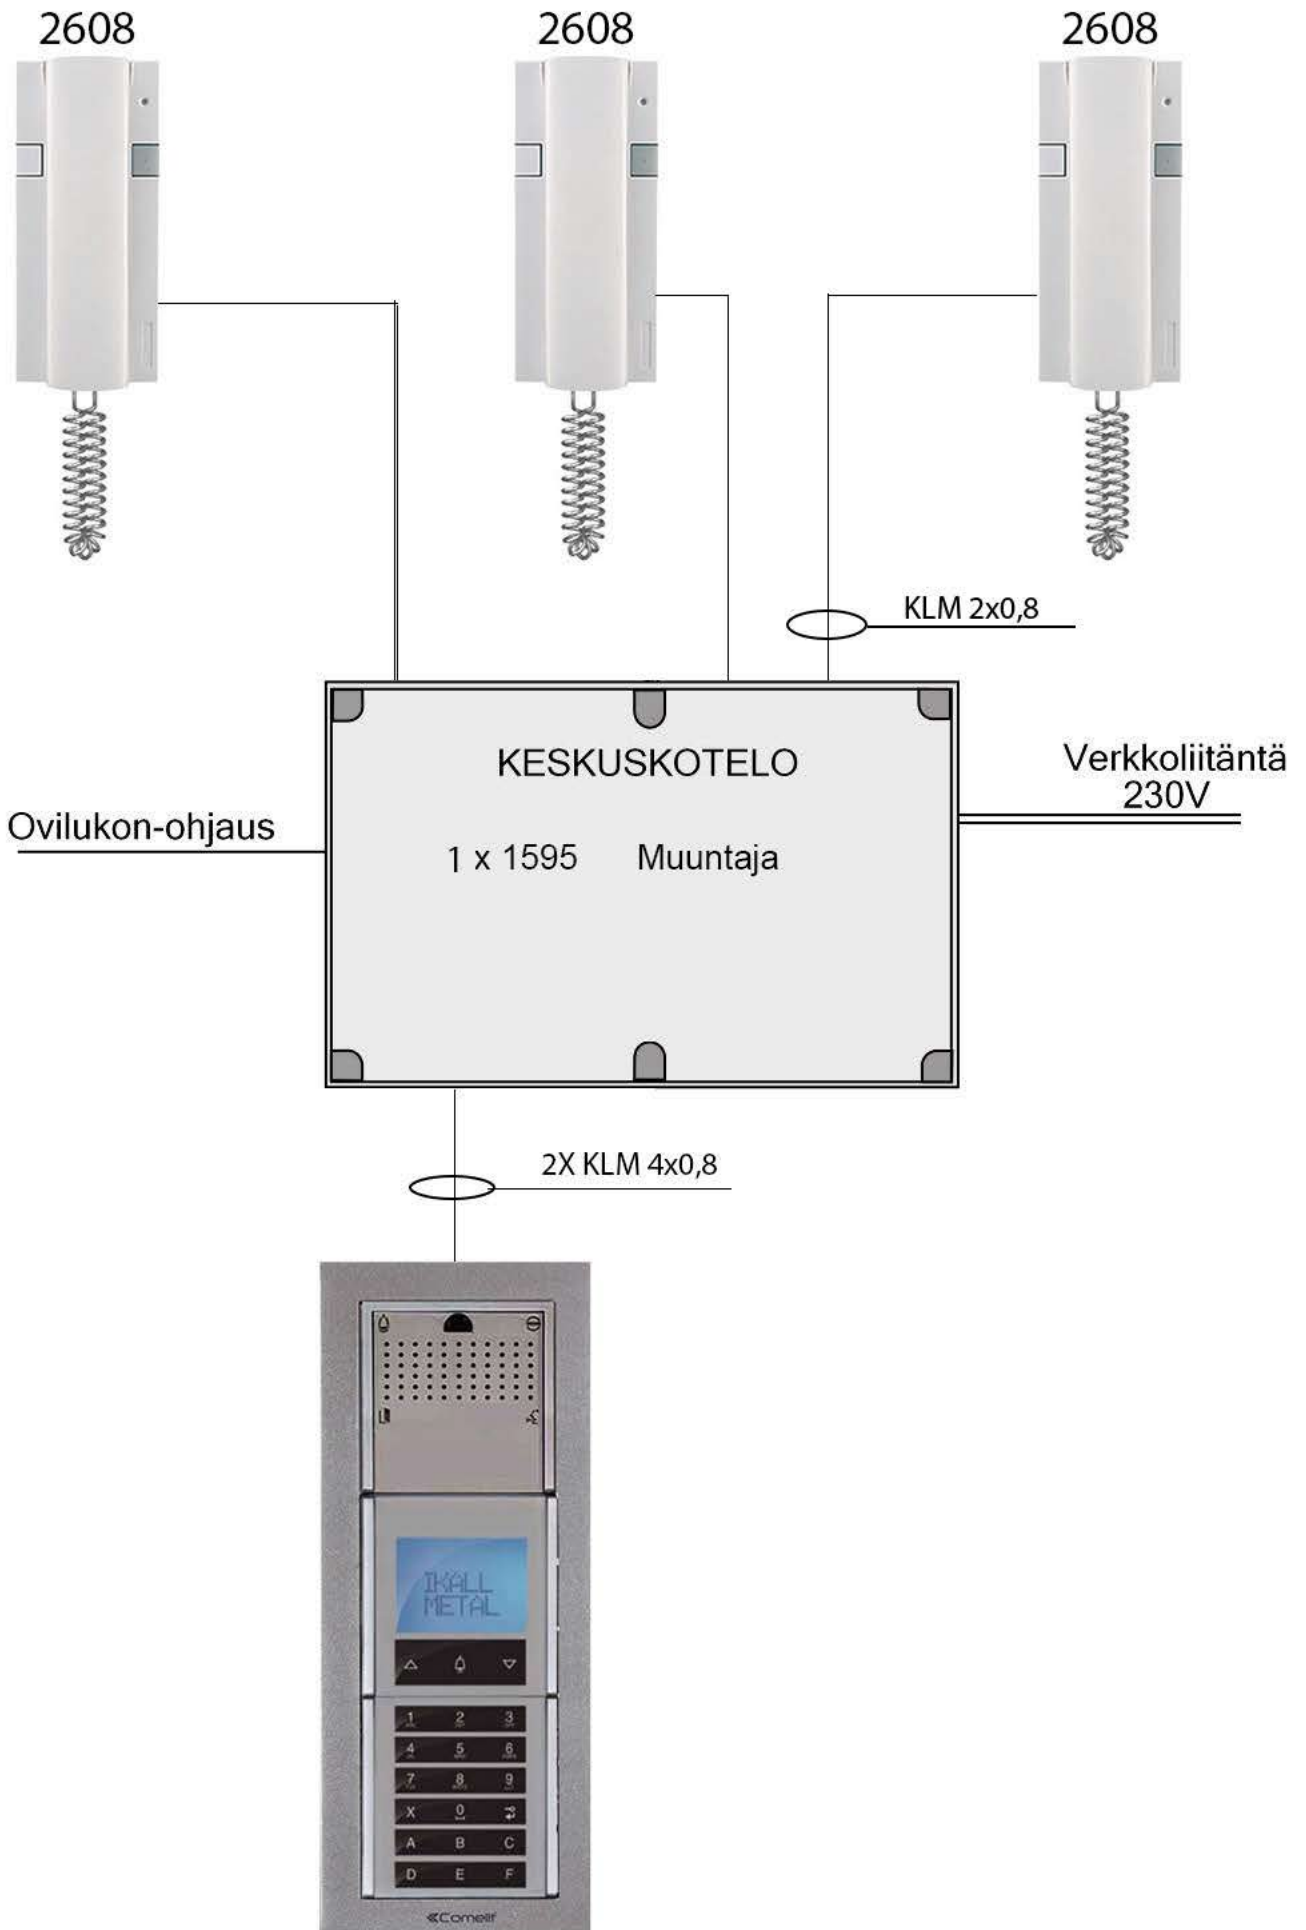 2608
2608
2608
KLM 2x0,8
KESKUSKOTELO
Verkkoliitäntä
230V
Ovilukon-ohjaus
1 x 1595 Muuntaja
2X KLM 4x0,8
IKALL
METAL
1 2 3
4 5 6
7 8 9
X 0
A B C
D E F
Comelit